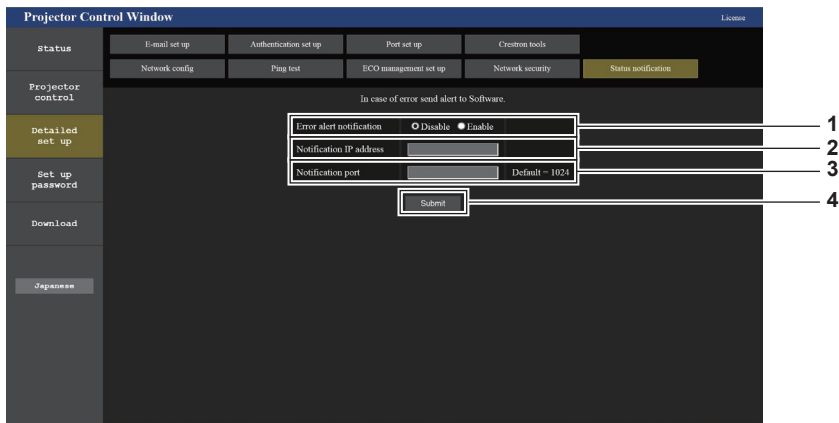 Projector Control Window
License
Status
E-mail set up
Authentication set up
Port set up
Crestron tools
Network config
Ping test
ECO management set up
Network security
Status notification
Projector
control
Detailed
set up
Set up
password
Download
Japanese
In case of error send alert to Software.
Error alert notification Disable Enable
1
Notification IP address
2
Notification port Default = 1024
3
Submit
4